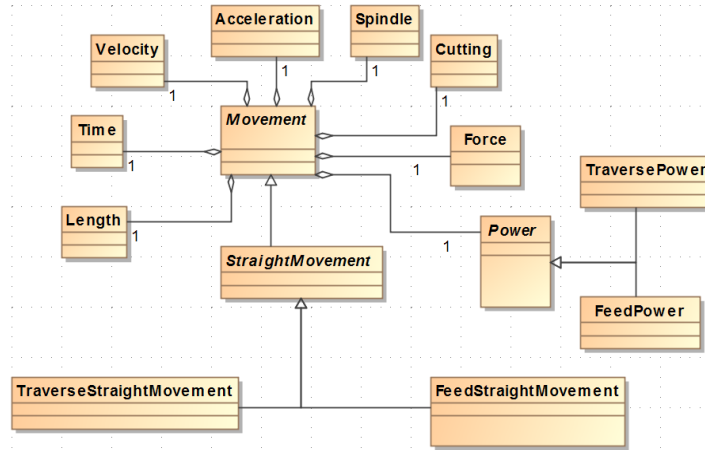 Acceleration
Spindle
Velocity
Cutting
1
1
1
1
Movement
Time
1
Force
1
TraversePower
Length
1
Power
1
StraightMovement
FeedPower
TraverseStraightMovement
FeedStraightMovement